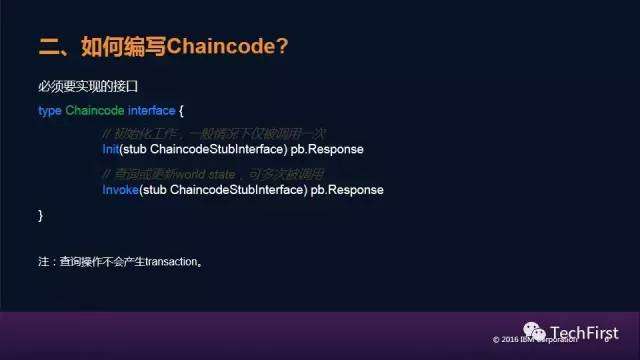 二、如何编写Chaincode?
必须要实现的接口
type Chaincode interface {
// 初始化工作，一般情况下仅被调用一次
Init(stub ChaincodeStubInterface) pb.Response
// 查询或更新world state，可多次被调用
Invoke(stub ChaincodeStubInterface) pb.Response
}
注：查询操作不会产生transaction。
© 2016 IBM Corporation 6
TechFirst